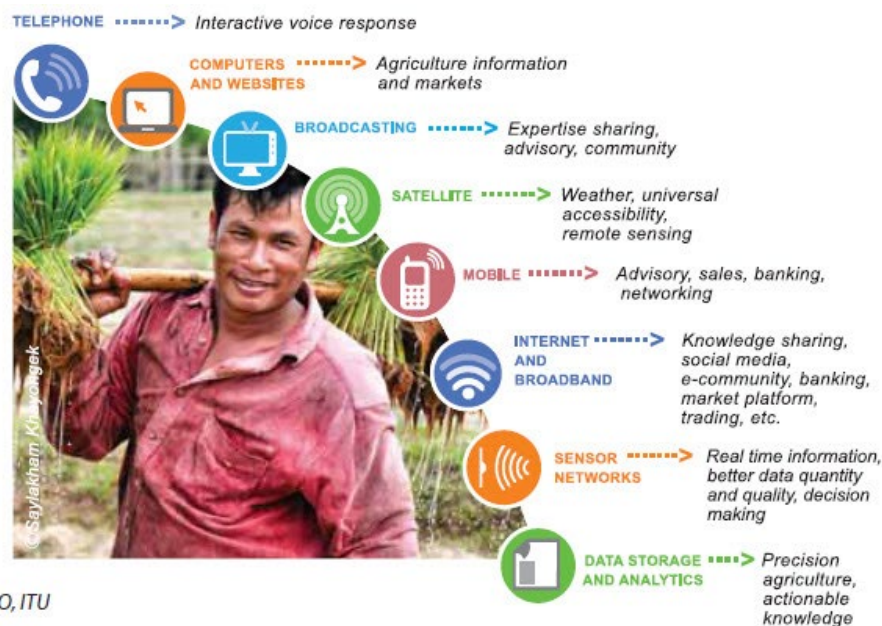 TELEPHONE Interactive voice response
COMPUTERS AND WEBSITES Agriculture information
and markets
BROADCASTING Expertise sharing,
advisory, community
SATELLITE Weather, universal
accessibility,
remote sensing
MOBILE Advisory, sales, banking,
networking
INTERNET AND BROADBAND Knowledge sharing,
social media,
e-community, banking,
market platform,
trading, etc.
SENSOR NETWORKS Real time information,
better data quantity
and quality, decision
making
DATA STORAGE AND ANALYTICS Precision
agriculture,
actionable
knowledge
© Saylakham
O, ITU